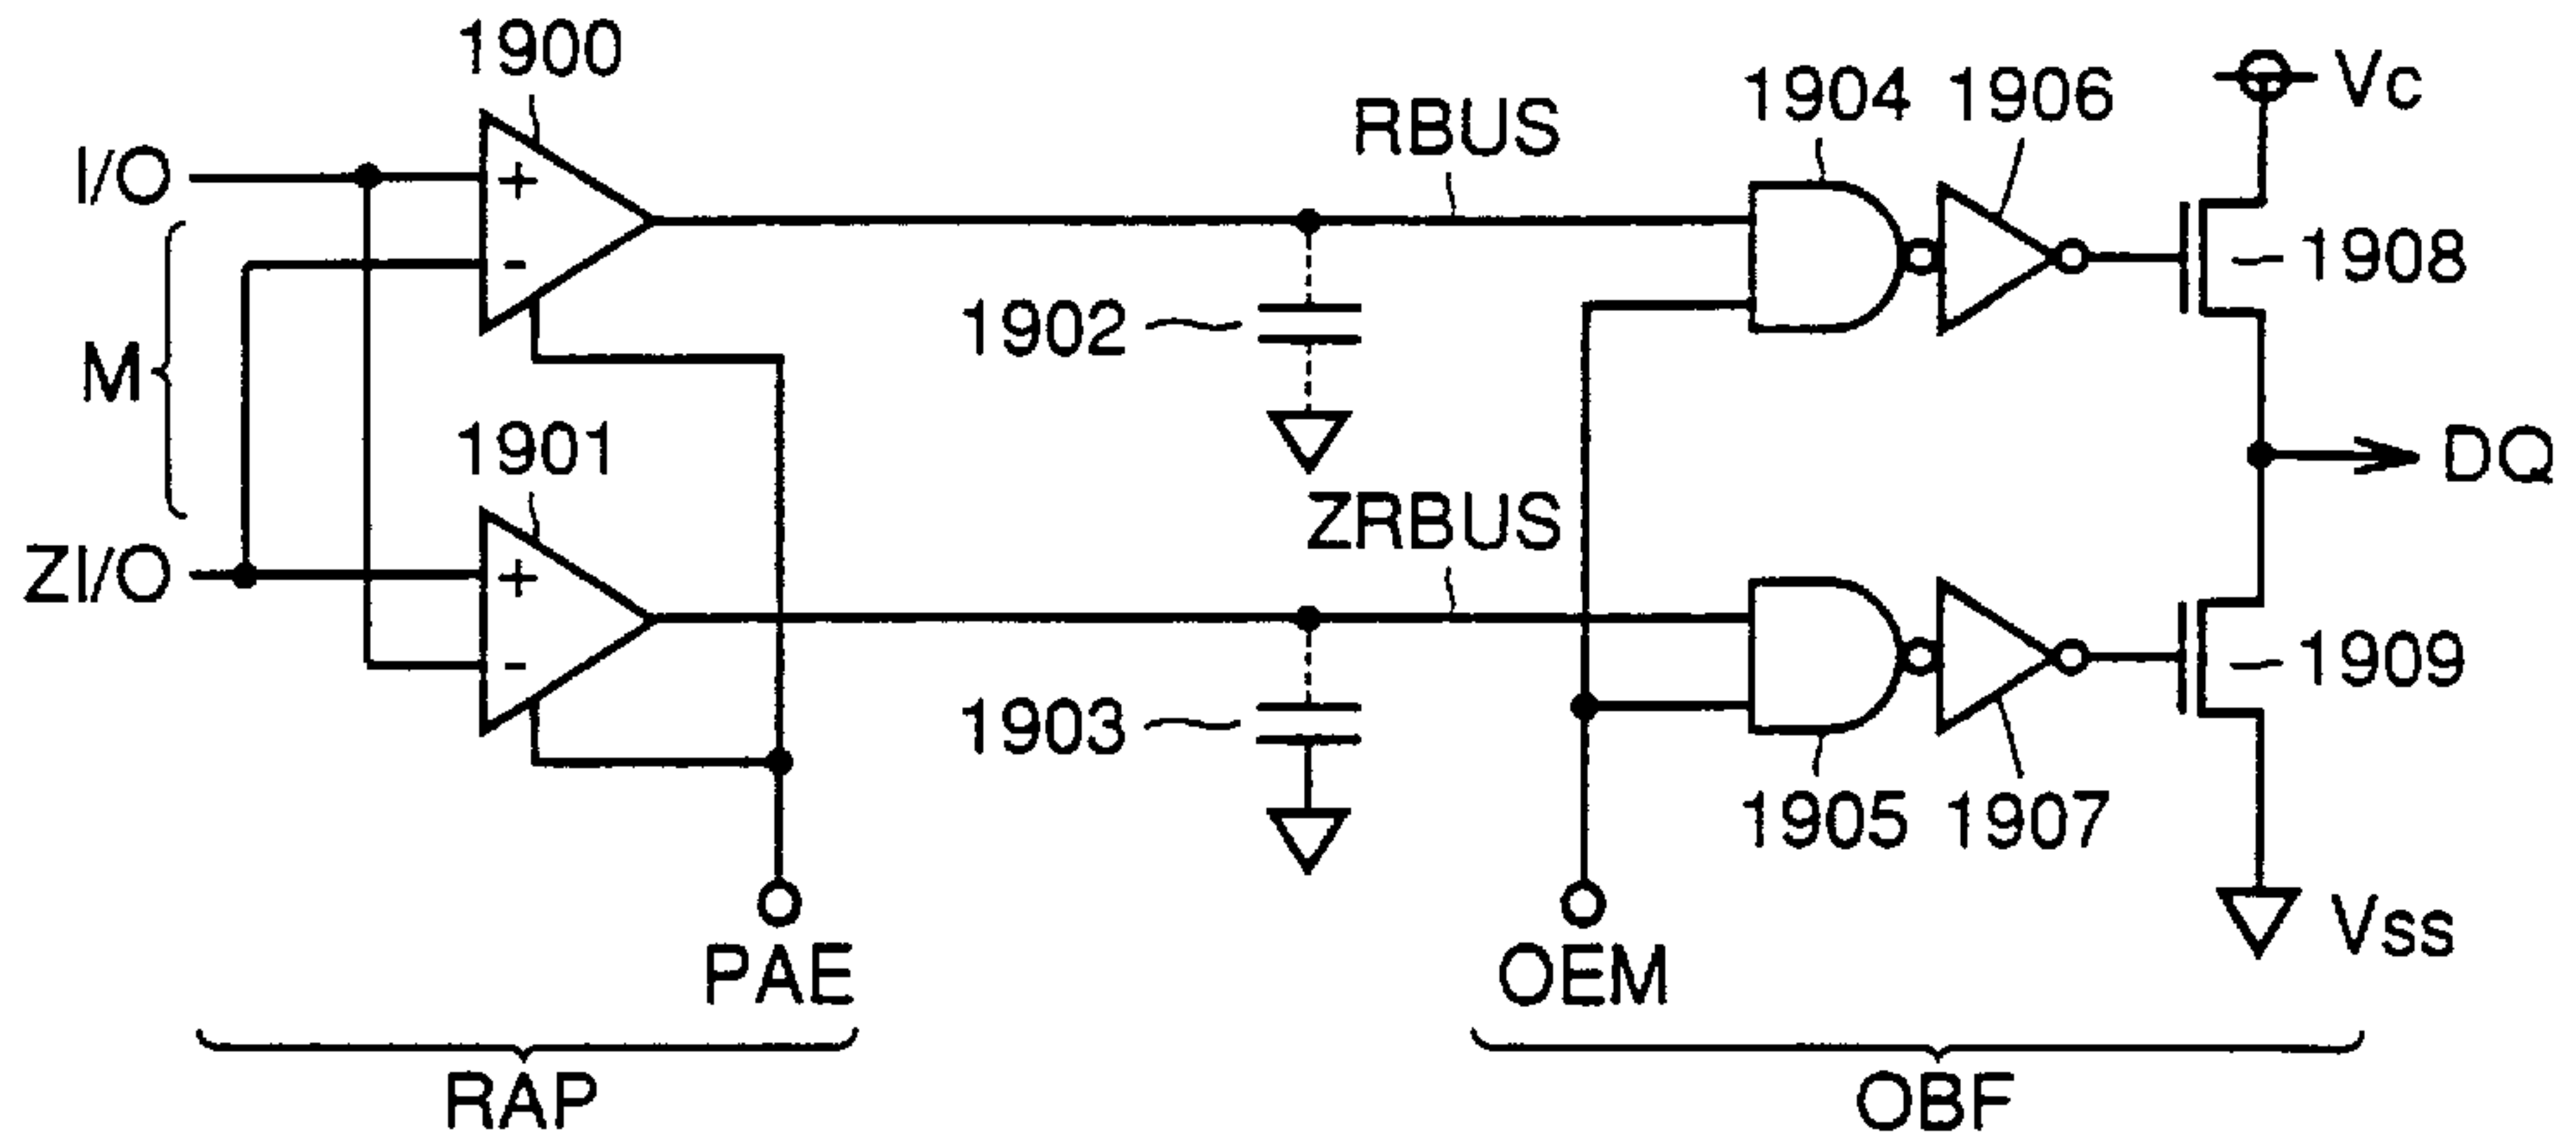 1900
I/O
+
-
M
ZI/O
1901
+
-
PAE
RAP
RBUS
1902
ZRBUS
1903
1904
1906
Vc
1908
DQ
1909
1905
1907
OEM
Vss
OBF